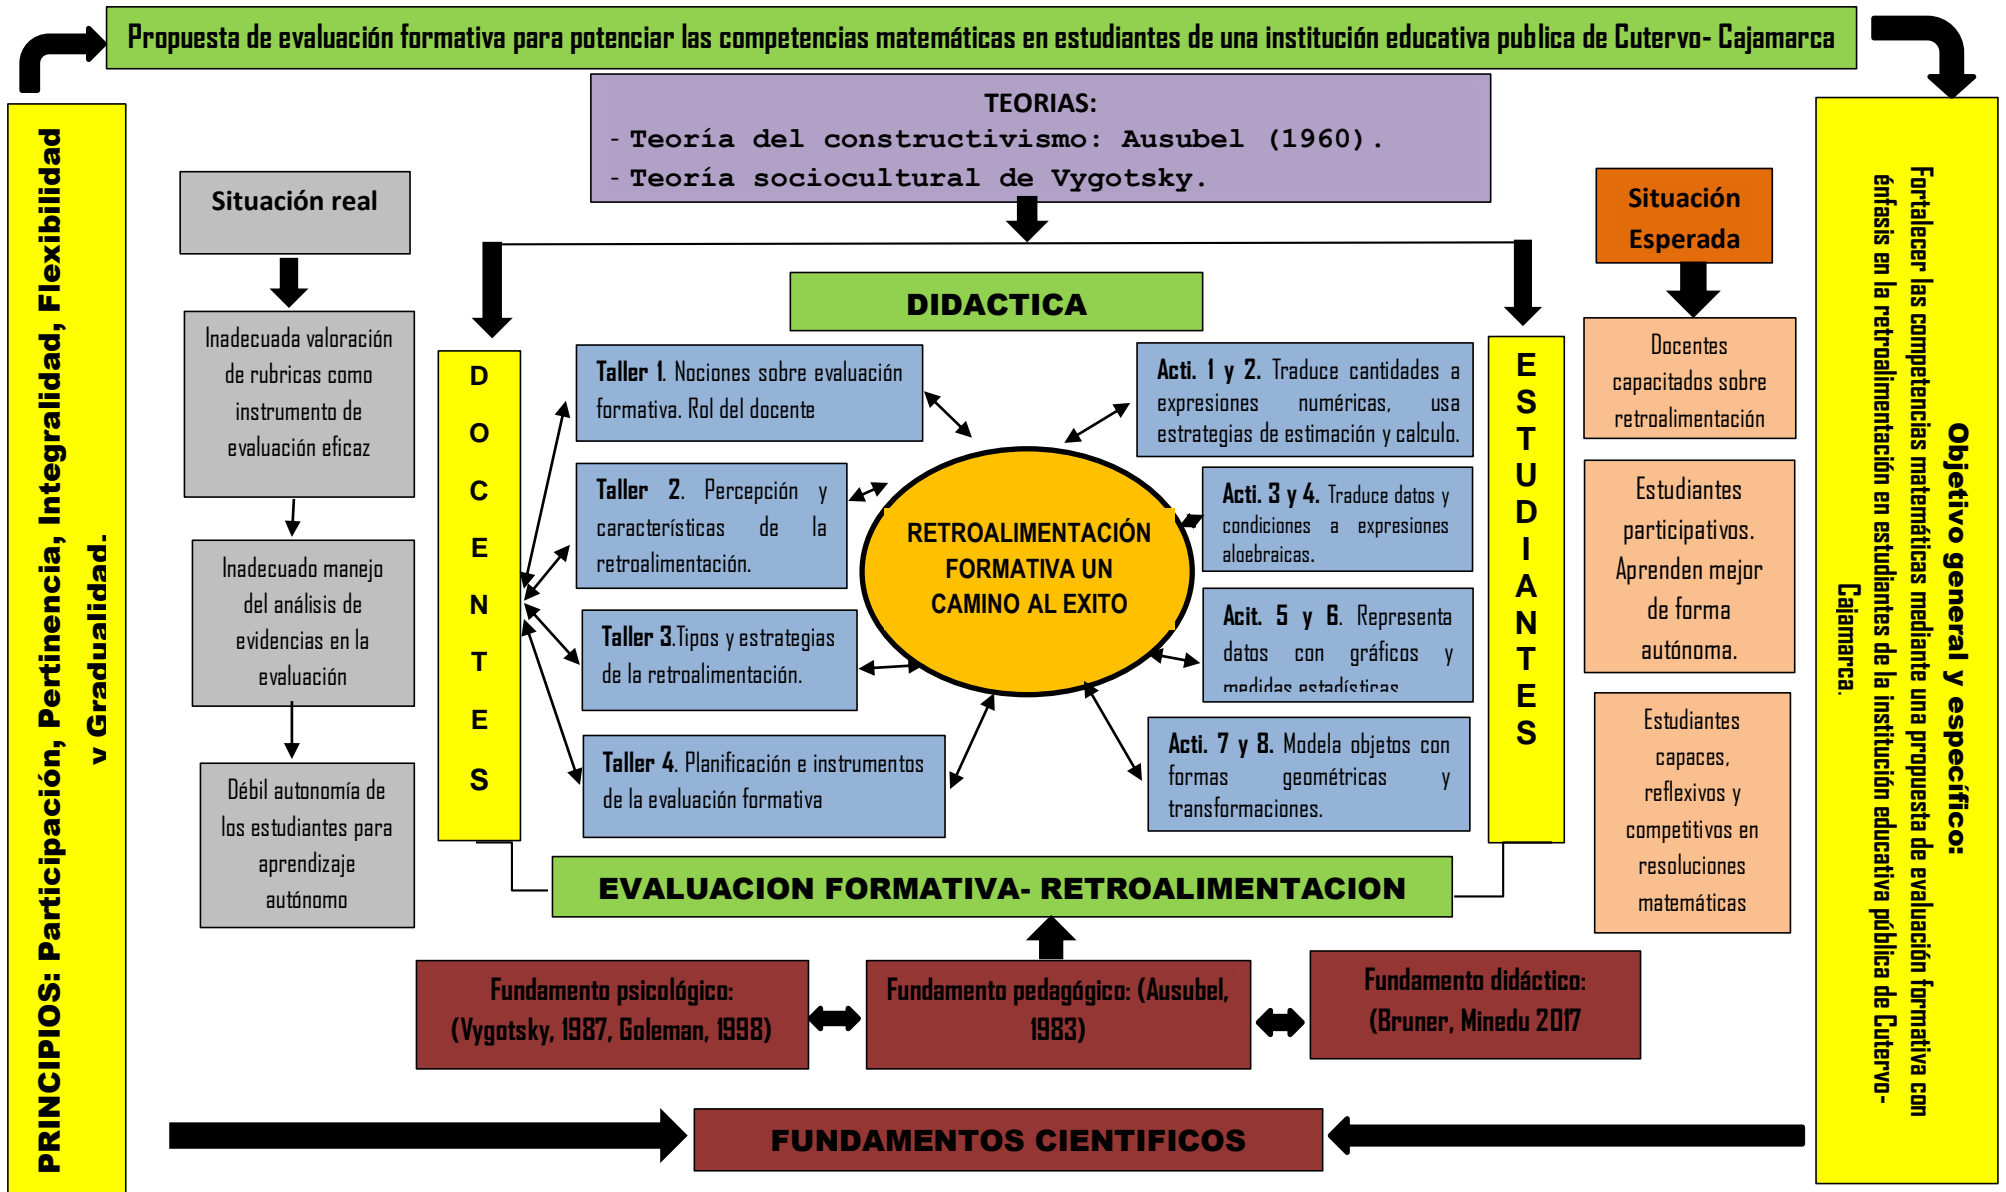 Propuesta de evaluación formativa para potenciar las competencias matemáticas en estudiantes de una institución educativa publica de Cutervo- Cajamarca
PRINCIPIOS: Participación, Pertinencia, Integralidad, Flexibilidad
y Gradualidad.
TEORIAS:
- Teoría del constructivismo: Ausubel (1960).
- Teoría sociocultural de Vygotsky.
Situación real
Inadecuada valoración
de rubricas como
instrumento de
evaluación eficaz
Inadecuado manejo
del análisis de
evidencias en la
evaluación
Débil autonomía de
los estudiantes para
aprendizaje
autónomo
DIDACTICA
D
O
C
E
N
T
E
S
Taller 1. Nociones sobre evaluación
formativa. Rol del docente
Taller 2. Percepción y
características de la
retroalimentación.
Taller 3.Tipos y estrategias
de la retroalimentación.
Taller 4. Planificación e instrumentos
de la evaluación formativa
RETROALIMENTACIÓN
FORMATIVA UN
CAMINO AL EXITO
Acti. 1 y 2. Traduce cantidades a
expresiones numéricas, usa
estrategias de estimación y calculo.
Acti. 3 y 4. Traduce datos y
condiciones a expresiones
algebraicas.
Acit. 5 y 6. Representa
datos con gráficos y
medidas estadísticas
Acti. 7 y 8. Modela objetos con
formas geométricas y
transformaciones.
E
S
T
U
D
I
A
N
T
E
S
EVALUACION FORMATIVA- RETROALIMENTACION
Situación
Esperada
Docentes
capacitados sobre
retroalimentación
Estudiantes
participativos.
Aprenden mejor
de forma
autónoma.
Estudiantes
capaces,
reflexivos y
competitivos en
resoluciones
matemáticas
Objetivo general y específico:
Fortalecer las competencias matemáticas mediante una propuesta de evaluación formativa con
énfasis en la retroalimentación en estudiantes de la institución educativa pública de Cutervo-
Cajamarca.
Fundamento psicológico:
(Vygotsky, 1987, Goleman, 1998)
Fundamento pedagógico: (Ausubel,
1983)
Fundamento didáctico:
(Bruner, Minedu 2017
FUNDAMENTOS CIENTIFICOS